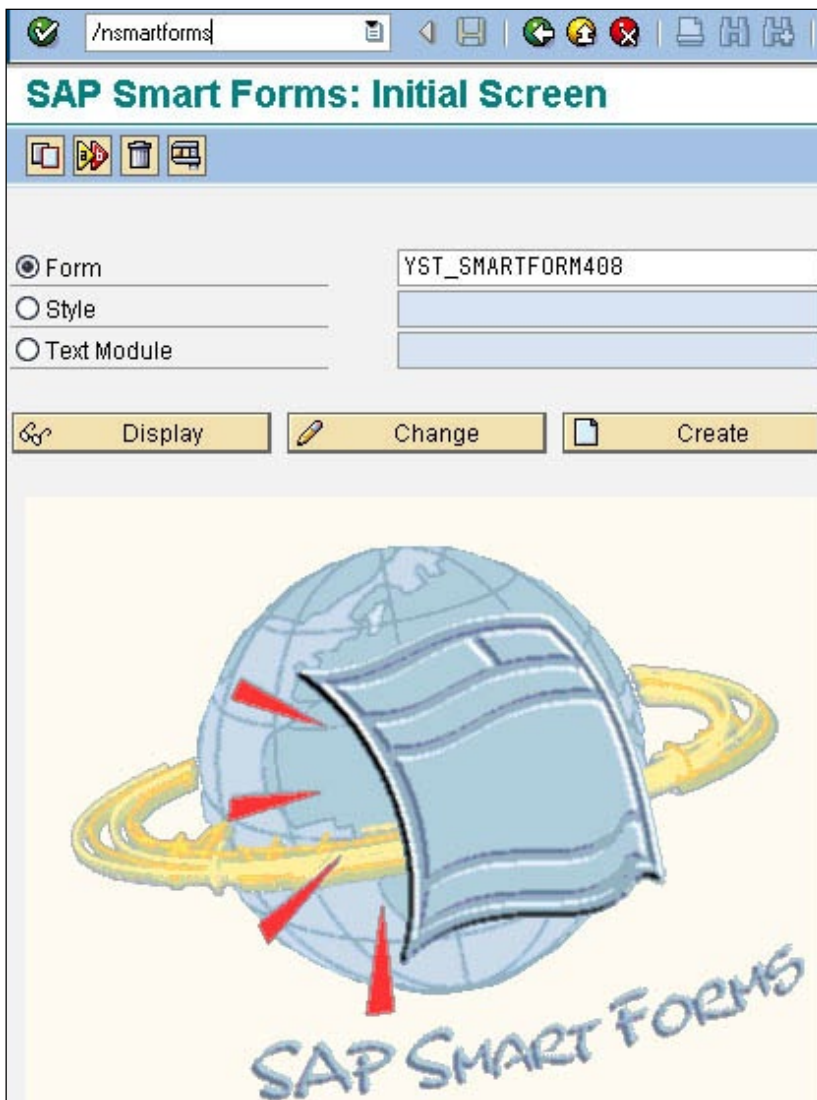 /nsmartforms
SAP Smart Forms: Initial Screen
Form YST_SMARTFORM408
Style
Text Module
Display Change Create
SAP SMART FORMS